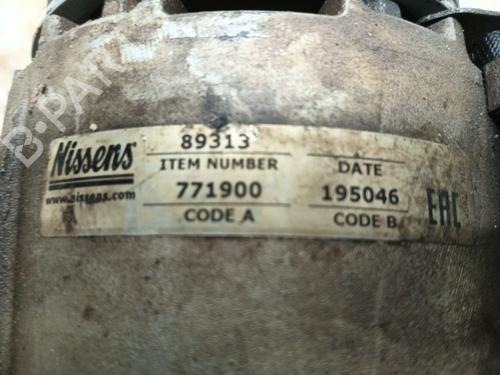 B-PARTS
Nissens
www.nissens.com
89313
ITEM NUMBER
771900
CODE A
DATE
195046
CODE B
EAC